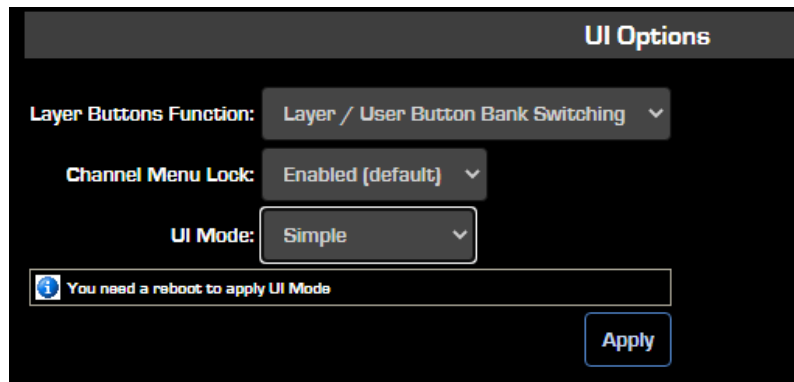 UI Options
Layer Buttons Function: Layer / User Button Bank Switching
Channel Menu Lock: Enabled (default)
UI Mode: Simple
You need a reboot to apply UI Mode
Apply